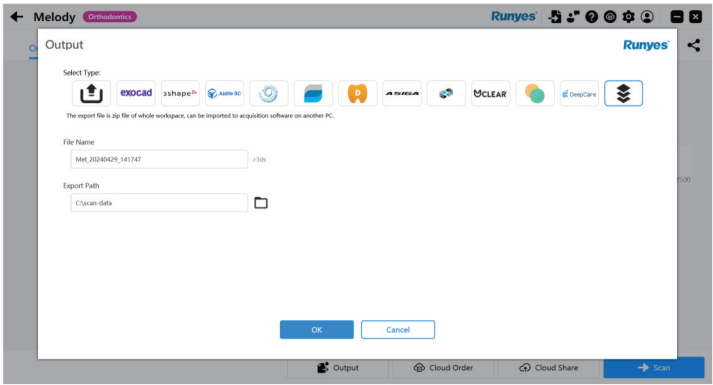 Melody Orthodontics Runyes
Output Runyes
Select Type:
exocad 3shape Aidite 3D D ASIGA UCLEAR DeepCare
The export file is zip file of whole workspace, can be imported to acquisition software on another PC.
File Name
Mel_20240429_141747
Export Path
C:\scan-data
OK Cancel
Output Cloud Order Cloud Share Scan